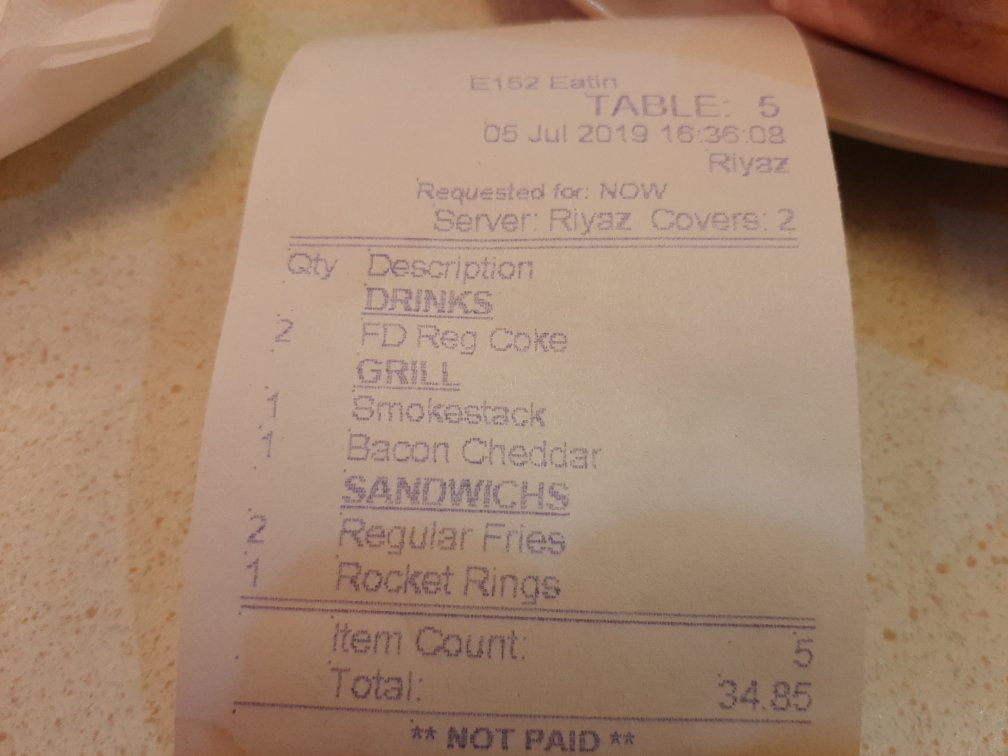 E152 Eatin
TABLE: 5
05 Jul 2019 16:36:08
Riyaz
Requested for: NOW
Server: Riyaz Covers: 2
Qty Description
DRINKS
2 FD Reg Coke
GRILL
1 Smokestack
1 Bacon Cheddar
SANDWICHS
2 Regular Fries
1 Rocket Rings
Item Count: 5
Total: 34.85
** NOT PAID **